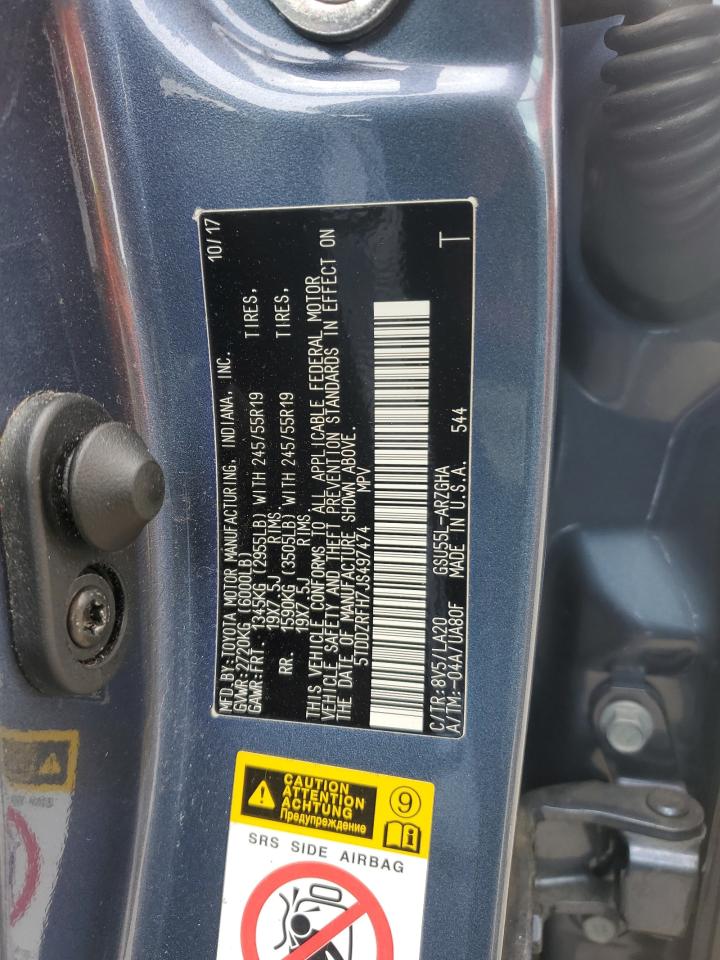 MFD.BY:TOYOTA MOTOR MANUFACTURING, INDIANA, INC. 10/17
GVWR:2720KG (6000LB)
GAWR:FRT 1345KG (2955LB) WITH 245/55R19 TIRES,
19X7.5J RIMS
RR. 1590KG (3505LB) WITH 245/55R19 TIRES,
19X7.5J RIMS
THIS VEHICLE CONFORMS TO ALL APPLICABLE FEDERAL MOTOR
VEHICLE SAFETY AND THEFT PREVENTION STANDARDS IN EFFECT ON
THE DATE OF MANUFACTURE SHOWN ABOVE.
5TDDZRFH7JS497474 MPV
C/TR:8V5/LA20 GSU55L-ARZGHA T
A/TM:-04A/UA80F MADE IN U.S.A. 544
CAUTION
ATTENTION
ACHTUNG
Предупреждение
9
SRS SIDE AIRBAG